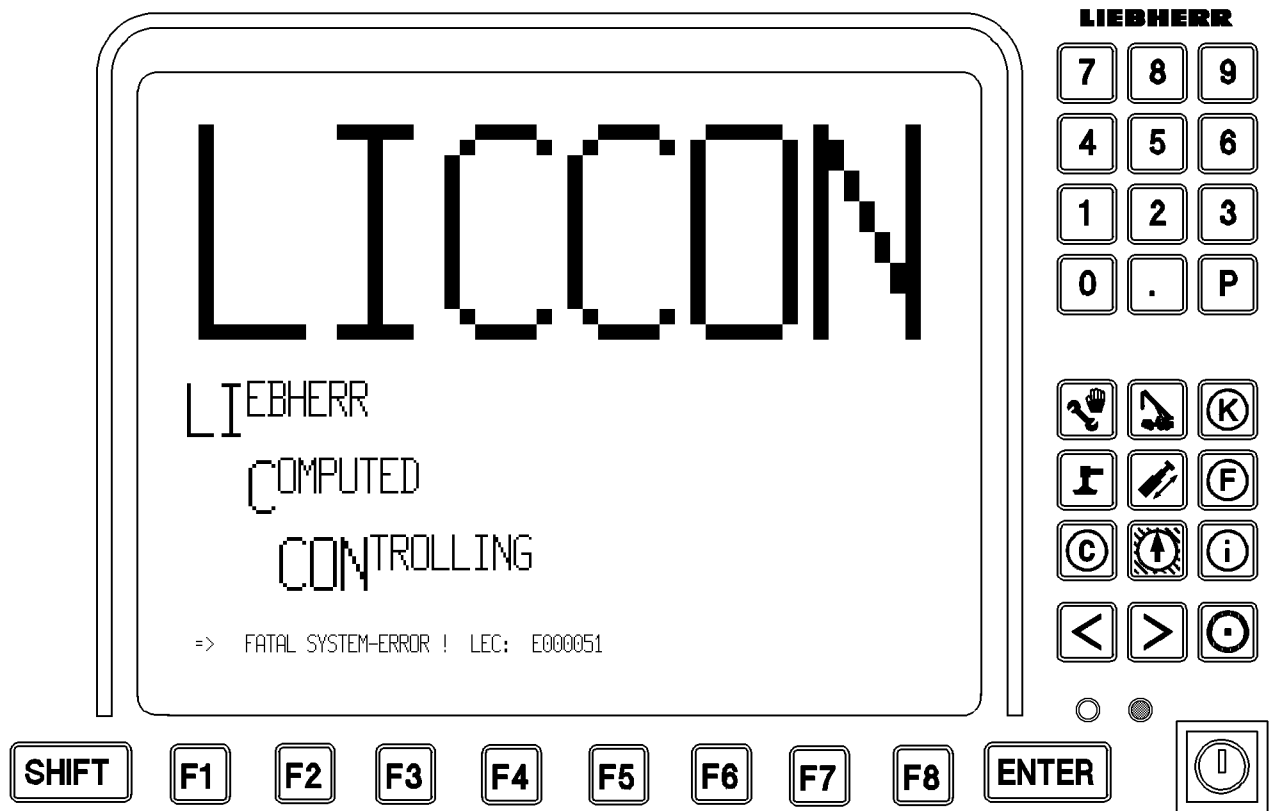 LIEBHERR
LICCON
LIEBHERR
COMPUTED
CONTROLLING
=> FATAL SYSTEM-ERROR ! LEC: E000051
7 8 9
4 5 6
1 2 3
0 . P
K
F
C i
< >
SHIFT F1 F2 F3 F4 F5 F6 F7 F8 ENTER